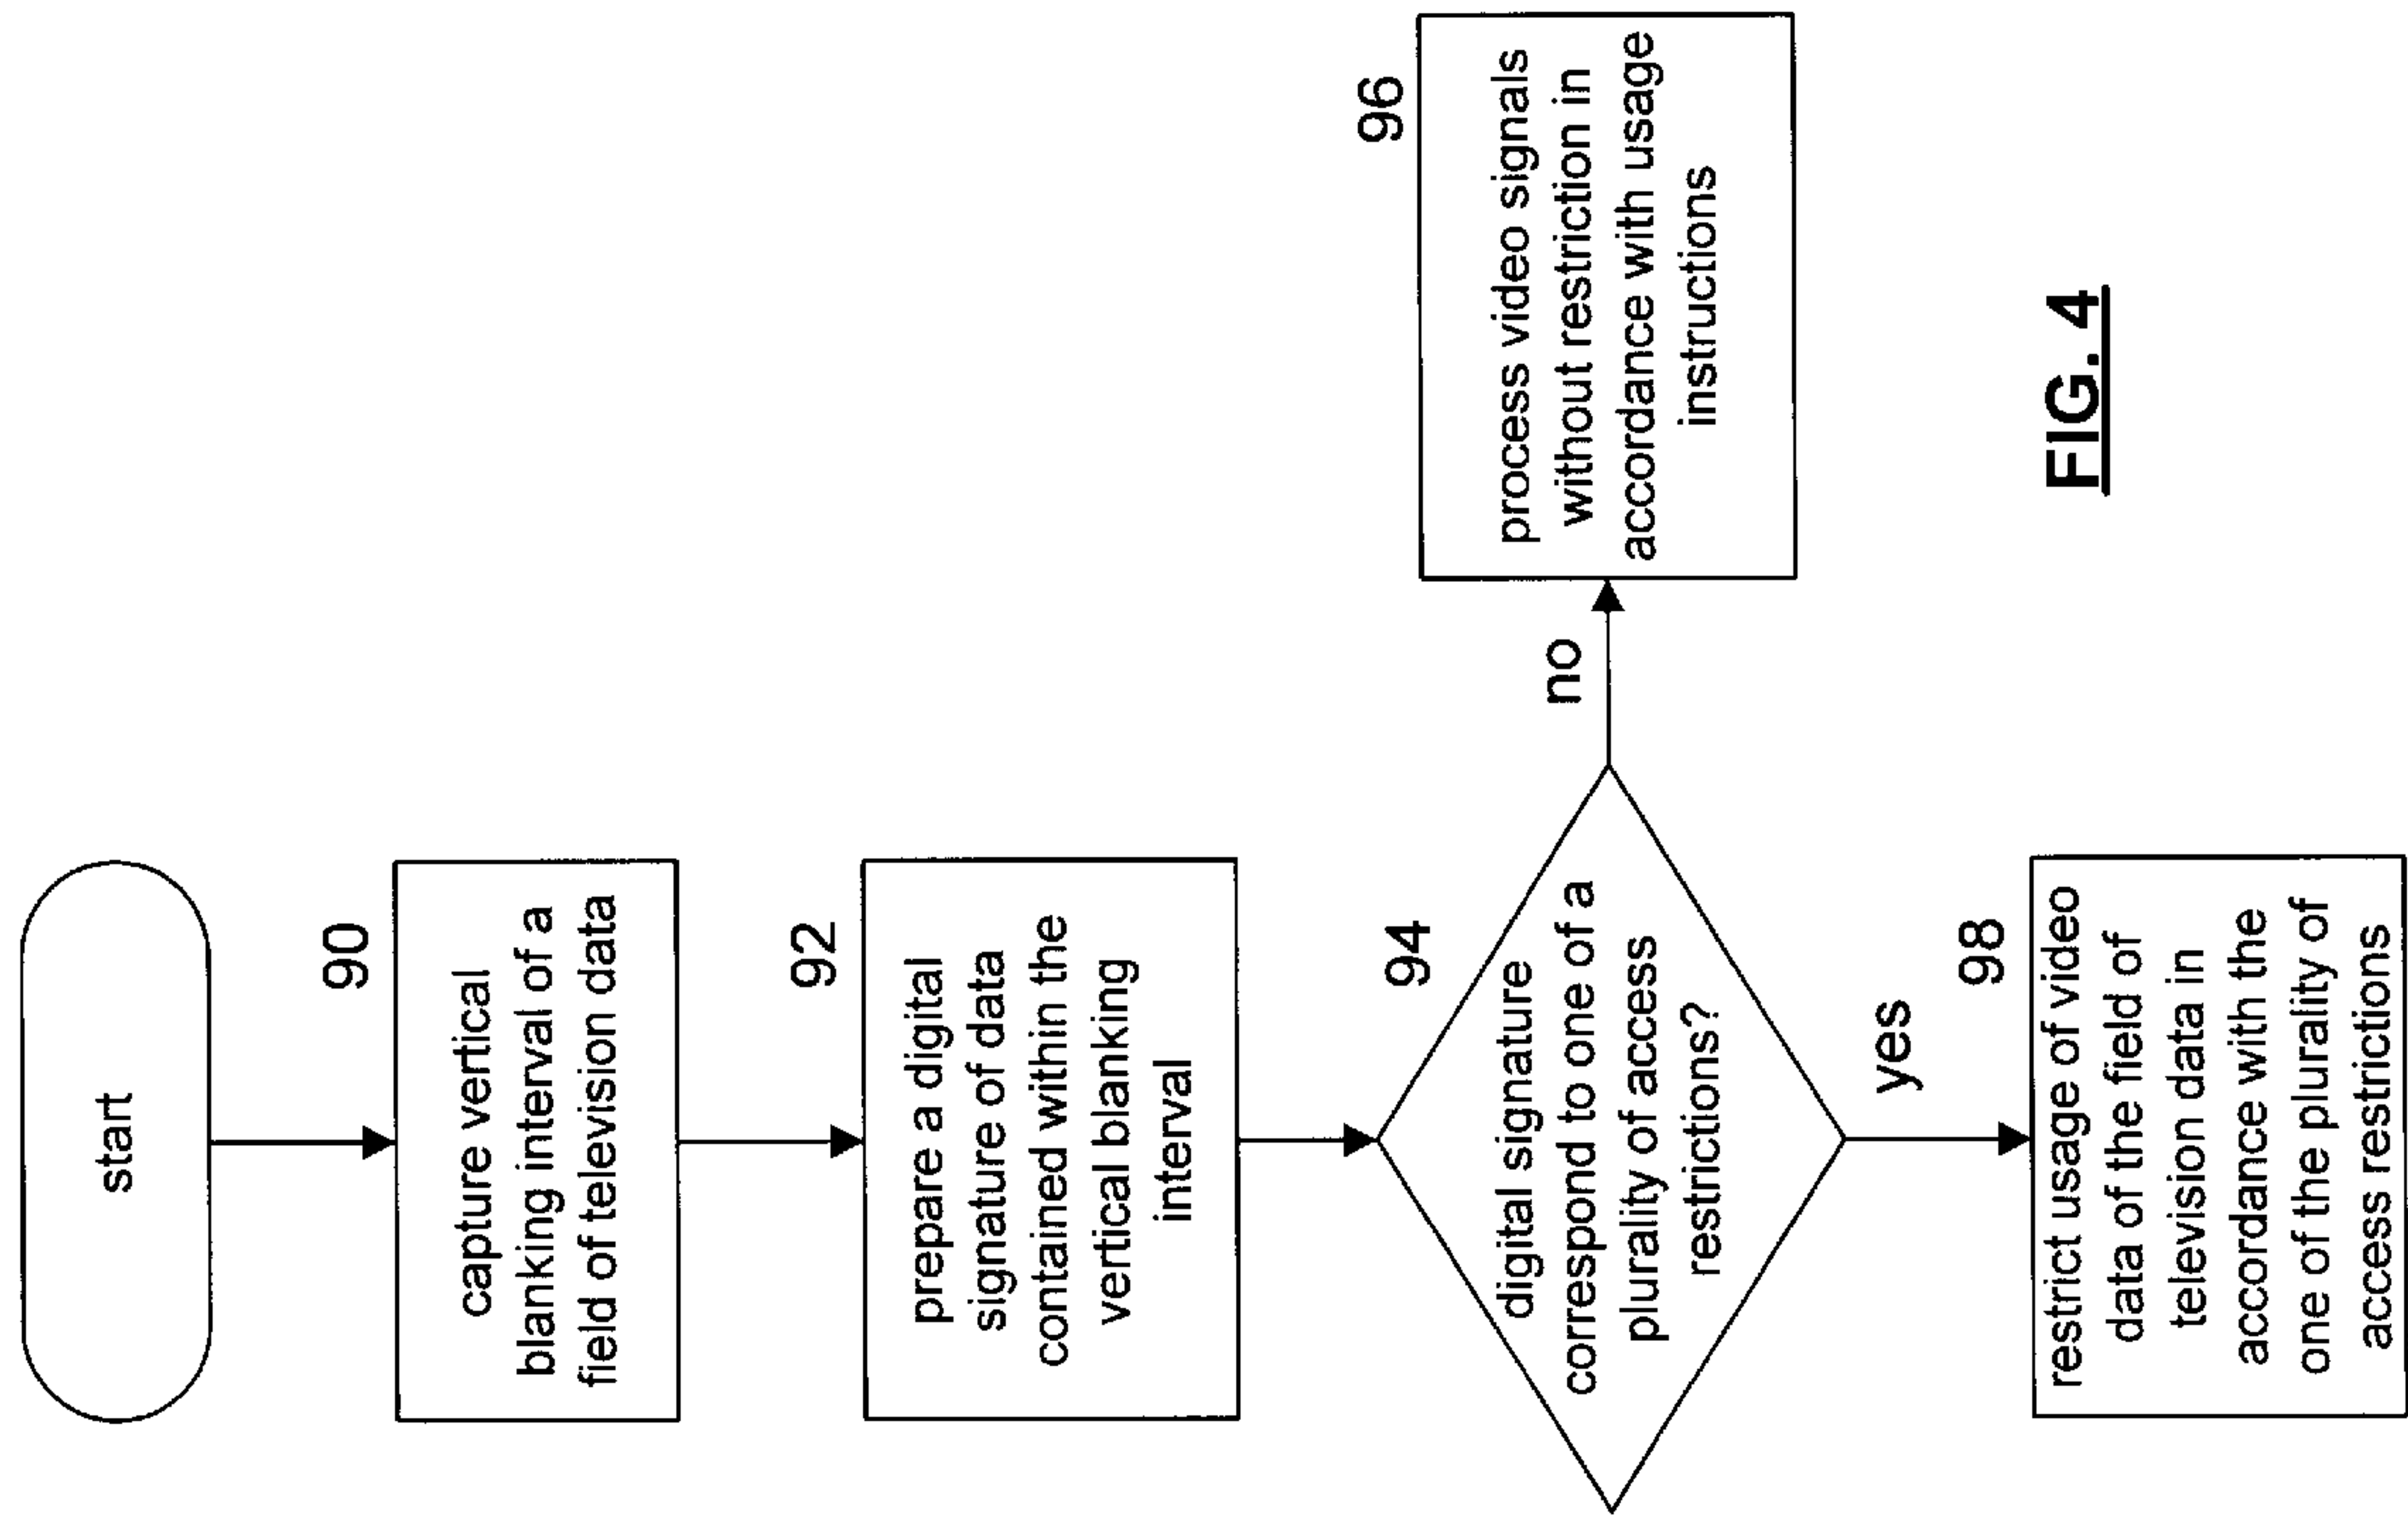 start
90
capture vertical
blanking interval of a
field of television data
92
prepare a digital
signature of data
contained within the
vertical blanking
interval
94
digital signature
correspond to one of a
plurality of access
restrictions?
no
96
process video signals
without restriction in
accordance with usage
instructions
yes
98
restrict usage of video
data of the field of
television data in
accordance with the
one of the plurality of
access restrictions
FIG. 4